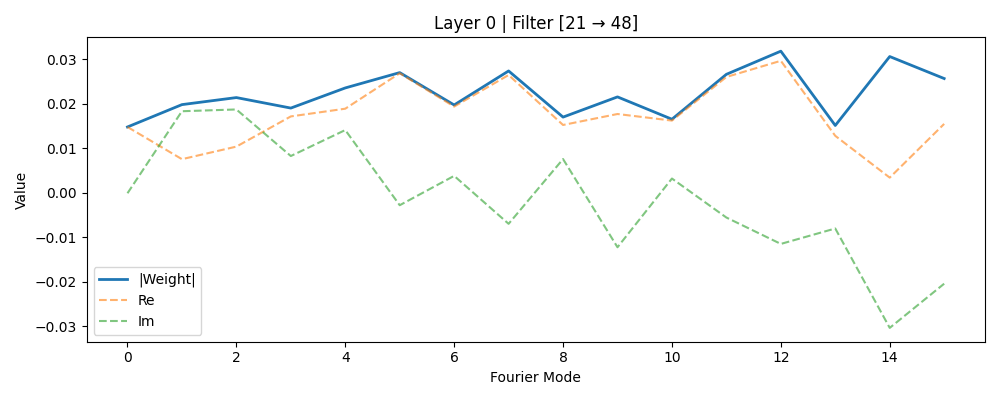 Layer 0 | Filter [21 → 48]
Value
0.03
0.02
0.01
0.00
−0.01
−0.02
−0.03
|Weight|
Re
Im
0 2 4 6 8 10 12 14
Fourier Mode